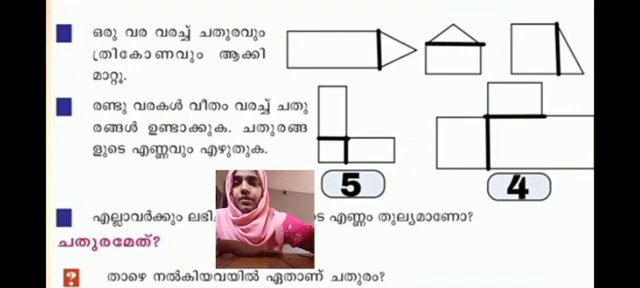 ഒരു വര വരച്ച് ചതുരവും
ത്രികോണവും ആക്കി
മാറ്റൂ.
രണ്ടു വരകൾ വീതം വരച്ച് ചതു
രങ്ങൾ ഉണ്ടാക്കുക. ചതുരങ്ങ
ളുടെ എണ്ണവും എഴുതുക.
5
4
എല്ലാവർക്കും എണ്ണം തുല്യമാണോ?
ചതുരമേത്?
?
താഴെ നൽകിയവയിൽ ഏതാണ് ചതുരം?